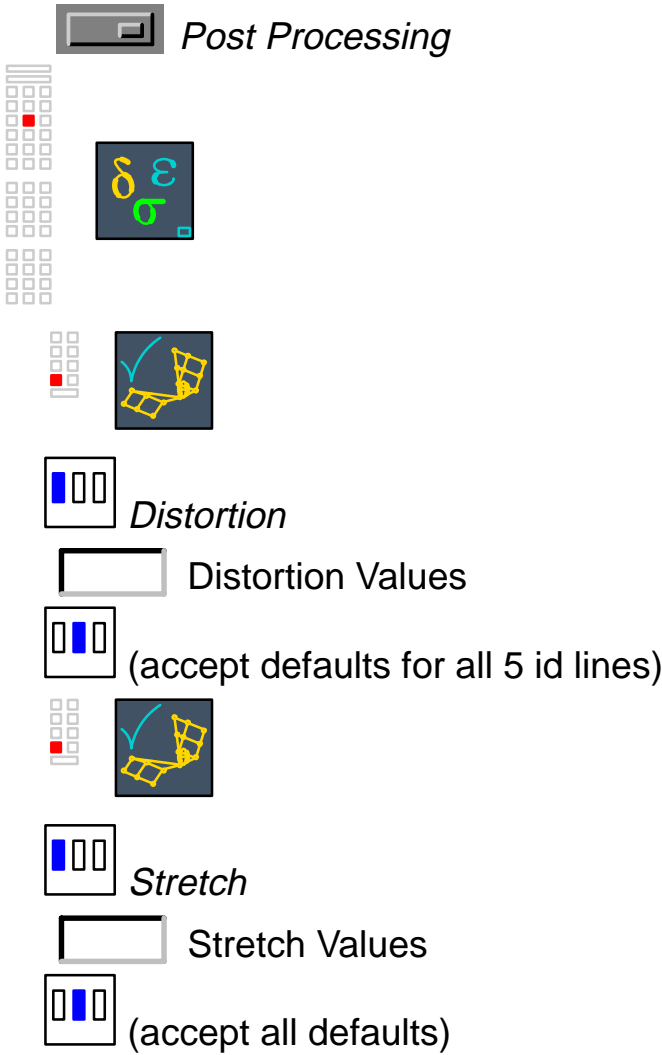 Post Processing
δ ε
σ
Distortion
Distortion Values
(accept defaults for all 5 id lines)
Stretch
Stretch Values
(accept all defaults)